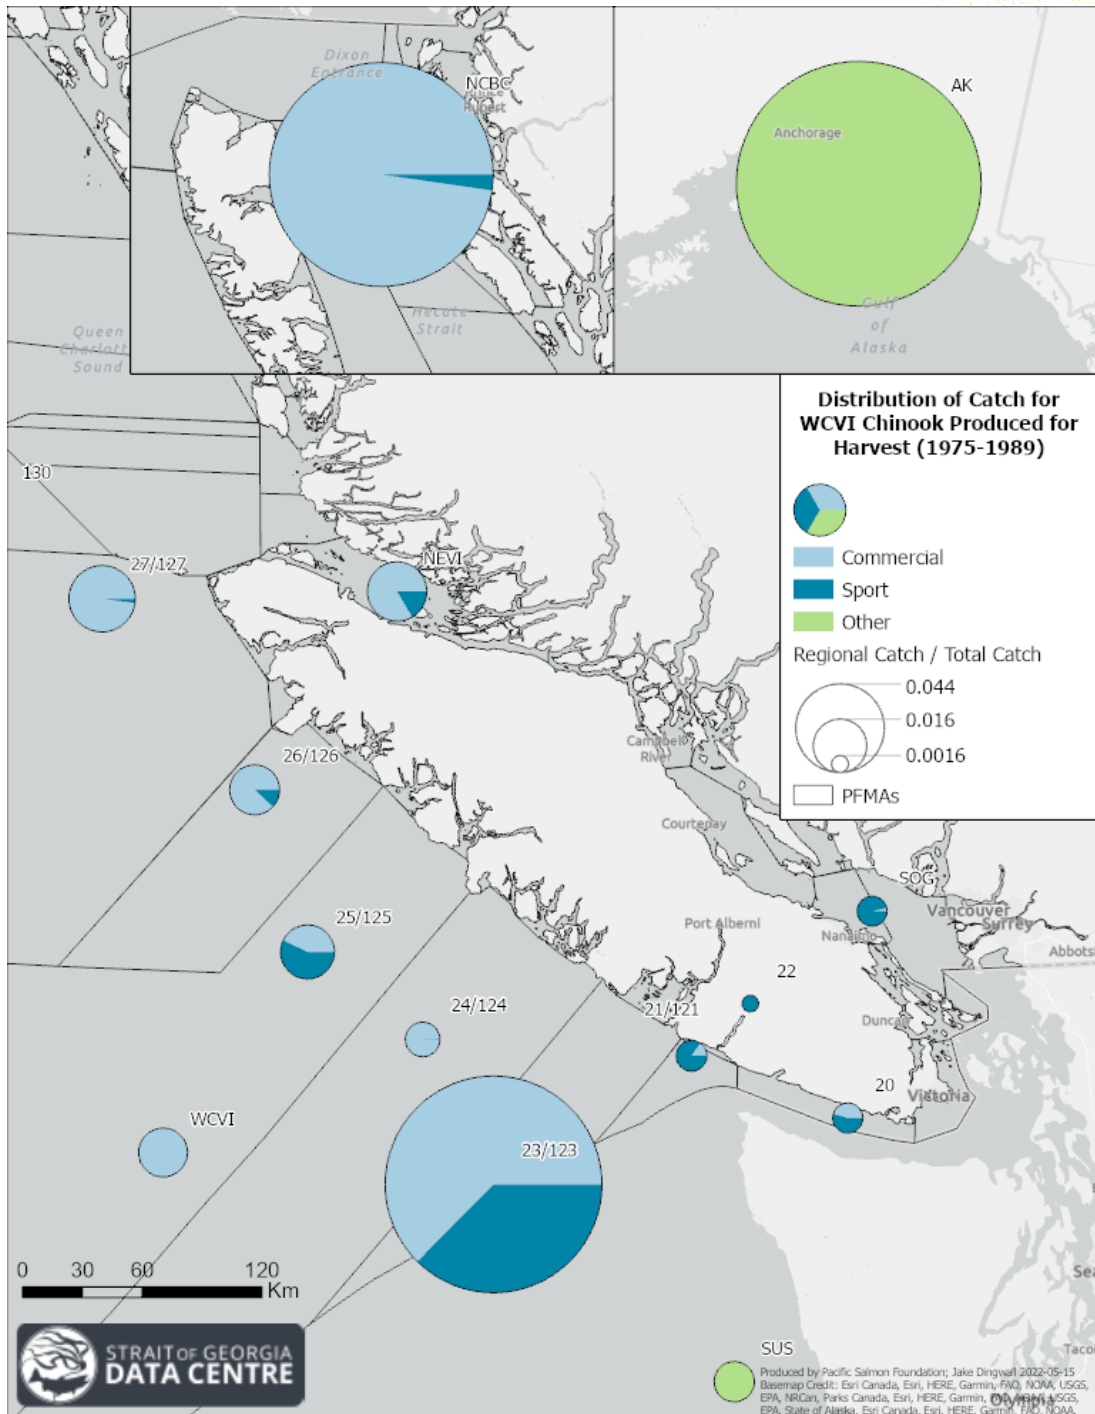 Dixon
Entrance
NCBC
Rupert
AK
Anchorage
Gulf
of
Alaska
Hecate
Strait
Queen
Charlott
Sound
Distribution of Catch for
WCVI Chinook Produced for
Harvest (1975-1989)
Commercial
Sport
Other
Regional Catch / Total Catch
0.044
0.016
0.0016
PFMAs
130
27/127
NEVI
26/126
Campbell
River
Courtenay
SOG
Vancouver
Surrey
Nanaimo
Abbots
25/125
Port Alberni
22
24/124
21/121
Duncan
20
Victoria
WCVI
23/123
0 30 60 120
Km
Sea
STRAIT OF GEORGIA
DATA CENTRE
SUS
Taco
Produced by Pacific Salmon Foundation; Jake Dingwall 2022-05-15
Basemap Credit: Esri Canada, Esri, HERE, Garmin, FAO, NOAA, USGS,
EPA, NRCan, Parks Canada, Esri, HERE, Garmin, FAO, NOAA, USGS,
EPA, State of Alaska, Esri Canada, Esri, HERE, Garmin, FAO, NOAA,
Olympia